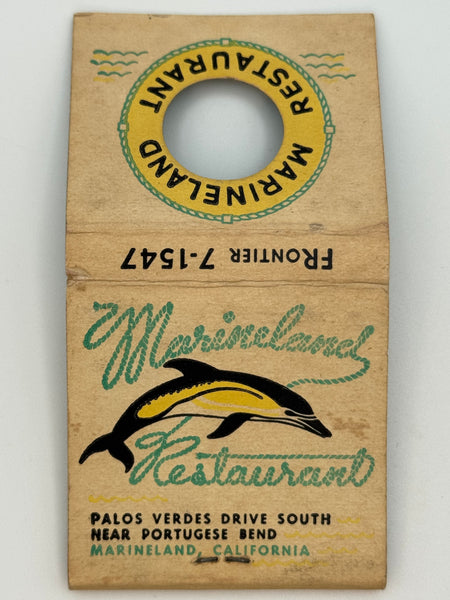 MARINELAND RESTAURANT
FRONTIER 7-1547
Marineland
Restaurant
PALOS VERDES DRIVE SOUTH
NEAR PORTUGESE BEND
MARINELAND, CALIFORNIA